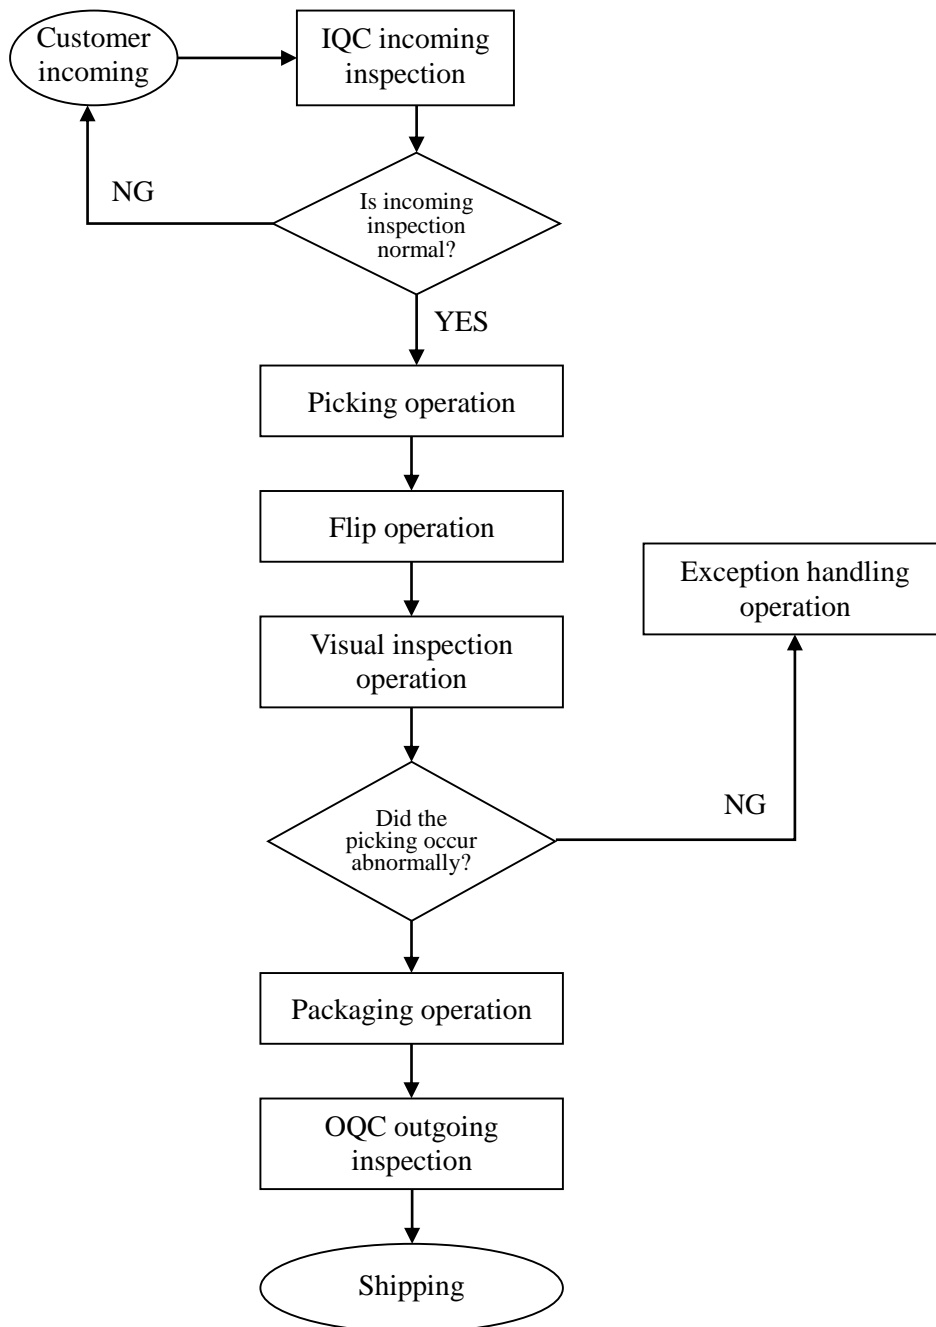 Customer
incoming
IQC incoming
inspection
NG
Is incoming
inspection
normal?
YES
Picking operation
Flip operation
Exception handling
operation
Visual inspection
operation
NG
Did the
picking occur
abnormally?
Packaging operation
OQC outgoing
inspection
Shipping